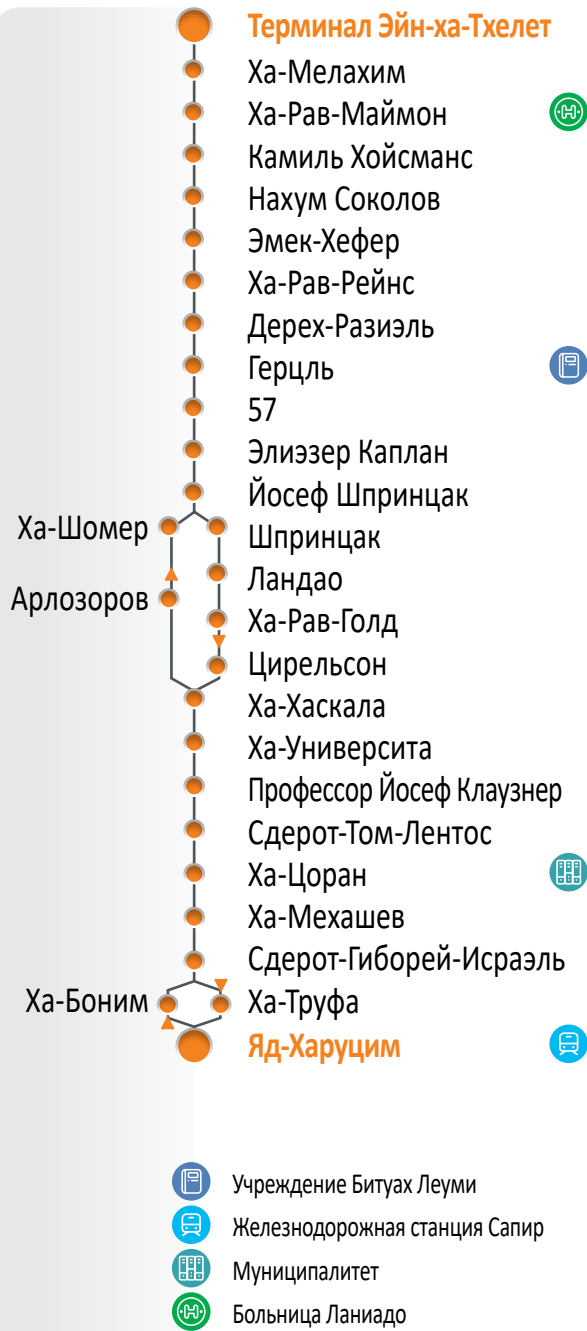 Терминал Эйн-ха-Тхелет
Ха-Мелахим
Ха-Рав-Маймон
Камиль Хойсманс
Нахум Соколов
Эмек-Хефер
Ха-Рав-Рейнс
Дерех-Разиэль
Герцль
57
Элиэзер Каплан
Йосеф Шпринцак
Ха-Шомер
Шпринцак
Ландао
Арлозоров
Ха-Рав-Голд
Цирельсон
Ха-Хаскала
Ха-Университа
Профессор Йосеф Клаузнер
Сдерот-Том-Лентос
Ха-Цоран
Ха-Мехашев
Сдерот-Гиборей-Исраэль
Ха-Боним
Ха-Труфа
Яд-Харуцим
Учреждение Битуах Леуми
Железнодорожная станция Сапир
Муниципалитет
Больница Ланиадо